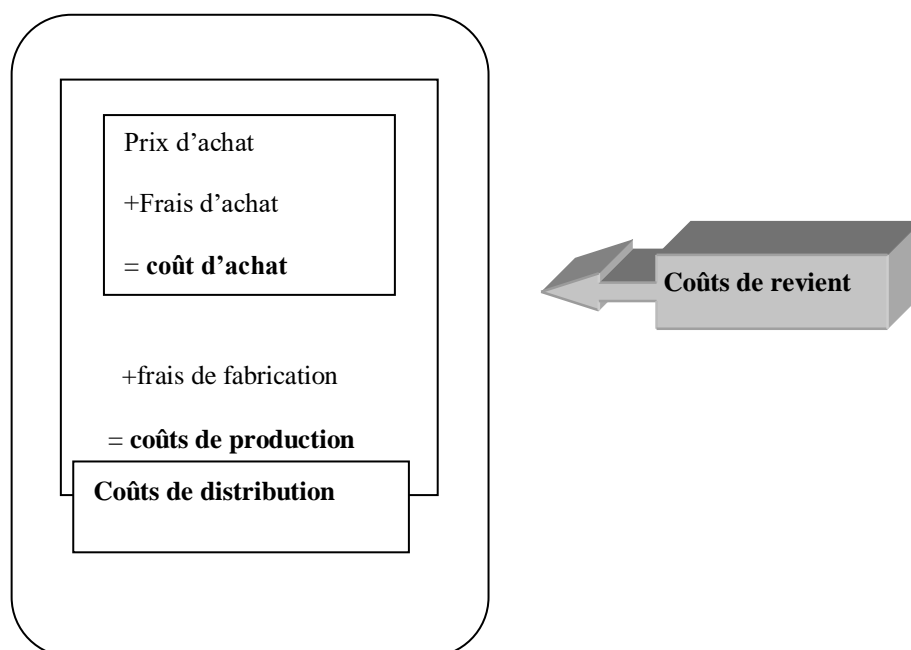 Prix d’achat
+Frais d’achat
= coût d’achat
+frais de fabrication
= coûts de production
Coûts de distribution
Coûts de revient